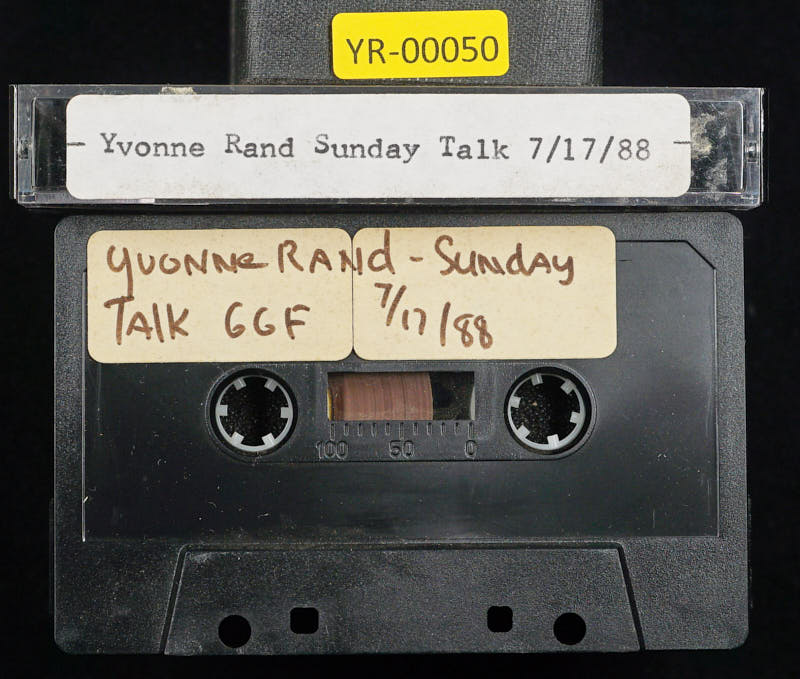 YR-00050
Yvonne Rand Sunday Talk 7/17/88
YVONNE RANd - SUNdAY
TAlK GGF 7/17/88
100 50 0